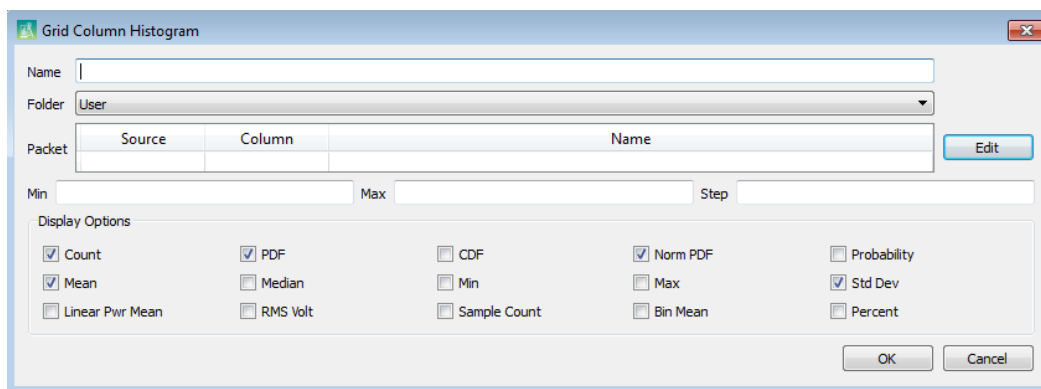 Grid Column Histogram
Name
Folder User
Packet Source Column Name Edit
Min Max Step
Display Options
Count PDF CDF Norm PDF Probability
Mean Median Min Max Std Dev
Linear Pwr Mean RMS Volt Sample Count Bin Mean Percent
OK Cancel